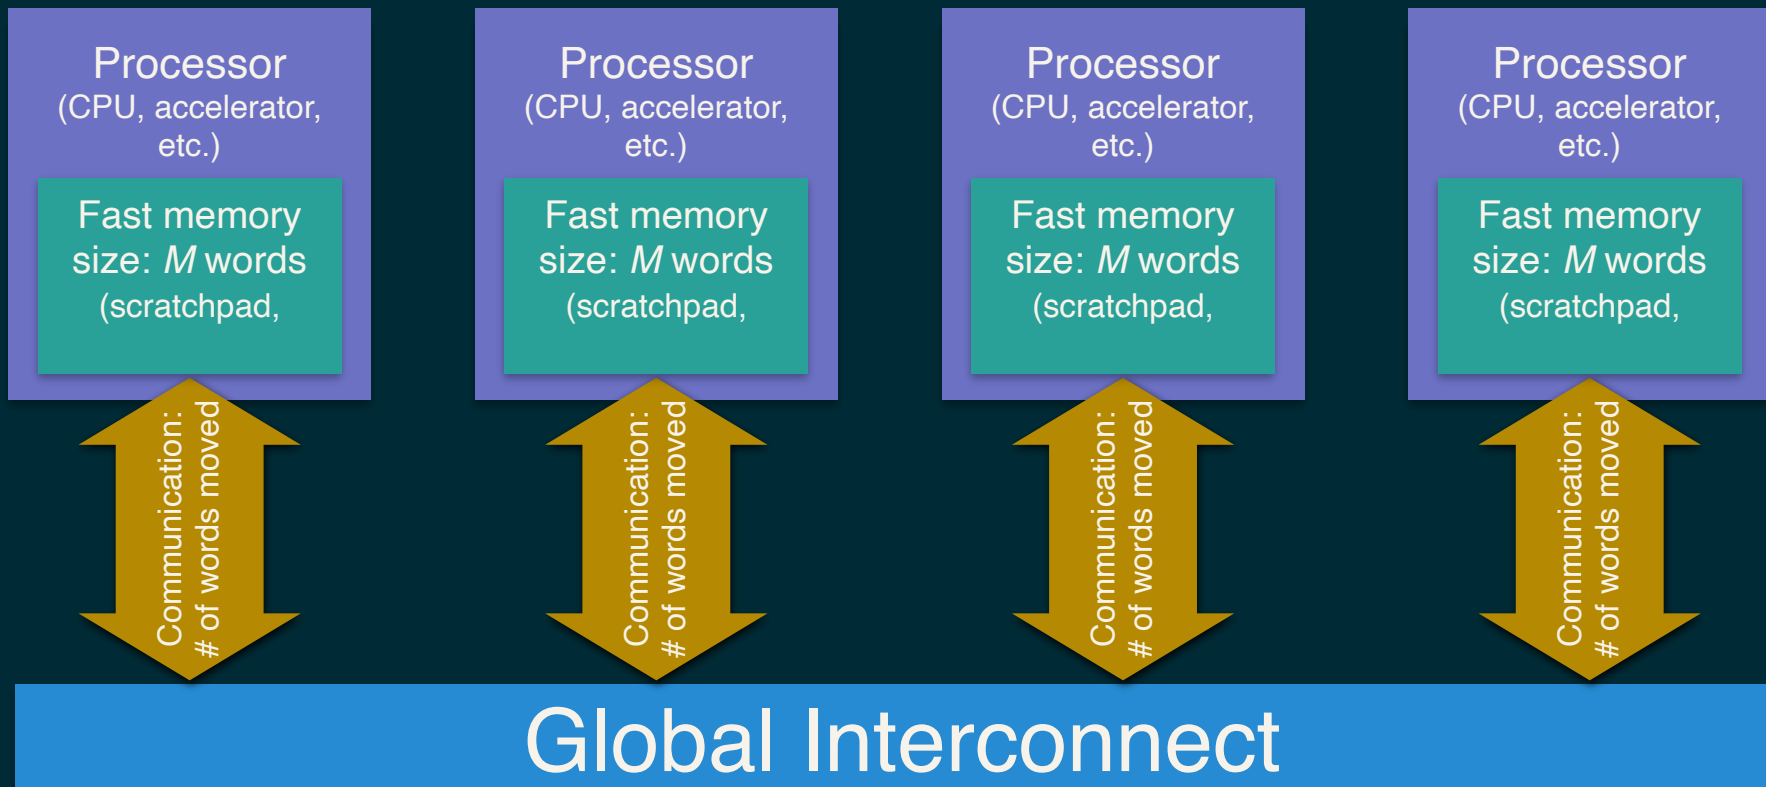 Processor
(CPU, accelerator,
etc.)
Fast memory
size: M words
(scratchpad,
Communication:
# of words moved
Processor
(CPU, accelerator,
etc.)
Fast memory
size: M words
(scratchpad,
Communication:
# of words moved
Processor
(CPU, accelerator,
etc.)
Fast memory
size: M words
(scratchpad,
Communication:
# of words moved
Processor
(CPU, accelerator,
etc.)
Fast memory
size: M words
(scratchpad,
Communication:
# of words moved
Global Interconnect